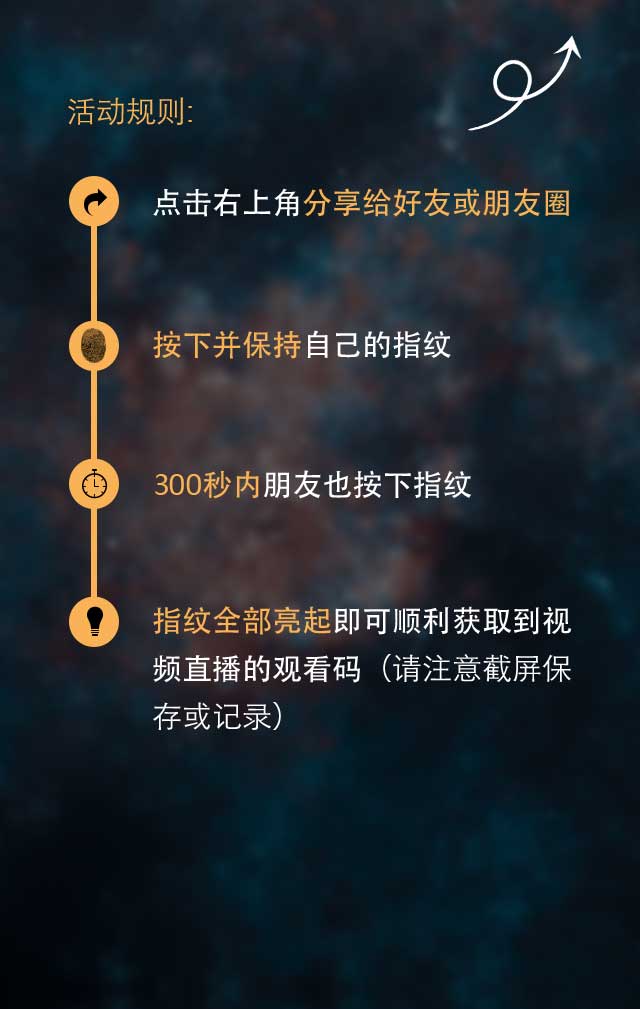 活动规则:
点击右上角分享给好友或朋友圈
按下并保持自己的指纹
300秒内朋友也按下指纹
指纹全部亮起即可顺利获取到视
频直播的观看码（请注意截屏保
存或记录）